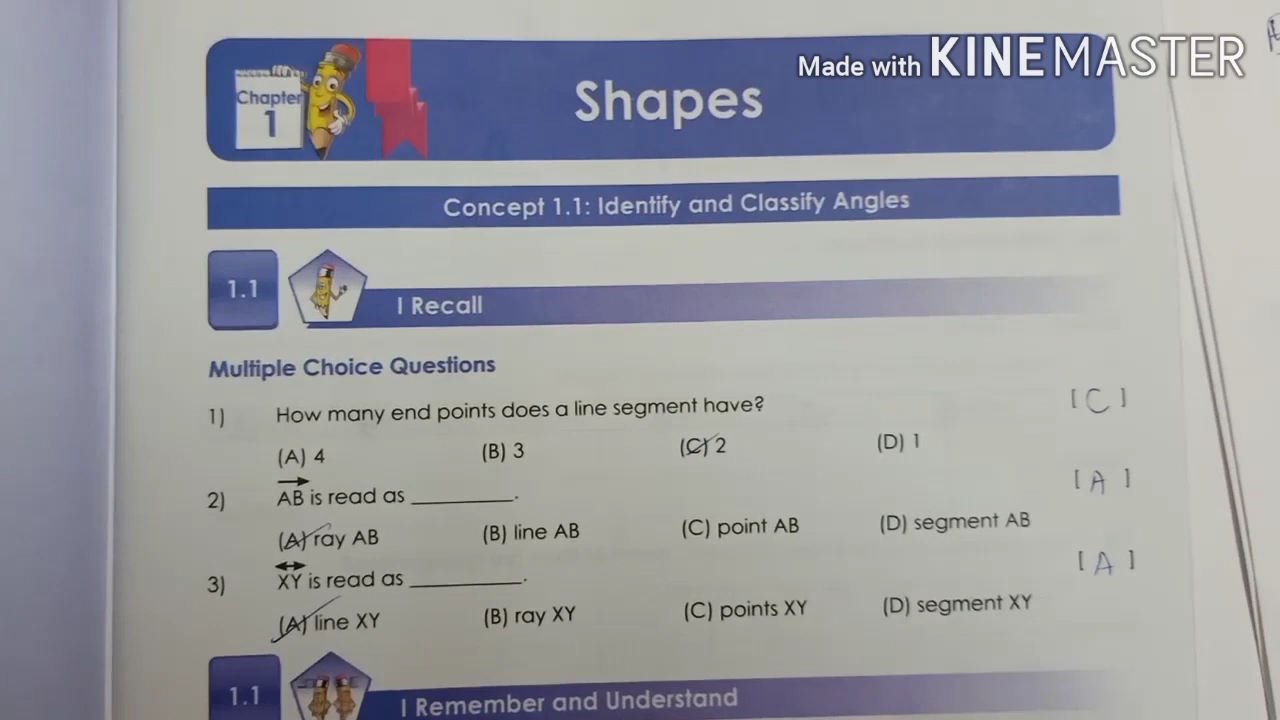 Made with KINEMASTER
Chapter
1
Shapes
Concept 1.1: Identify and Classify Angles
1.1
I Recall
Multiple Choice Questions
1) How many end points does a line segment have? [ C ]
(A) 4 (B) 3 (C) 2 (D) 1
2) AB is read as __________. [ A ]
(A) ray AB (B) line AB (C) point AB (D) segment AB
3) XY is read as ___________. [ A ]
(A) line XY (B) ray XY (C) points XY (D) segment XY
1.1
I Remember and Understand